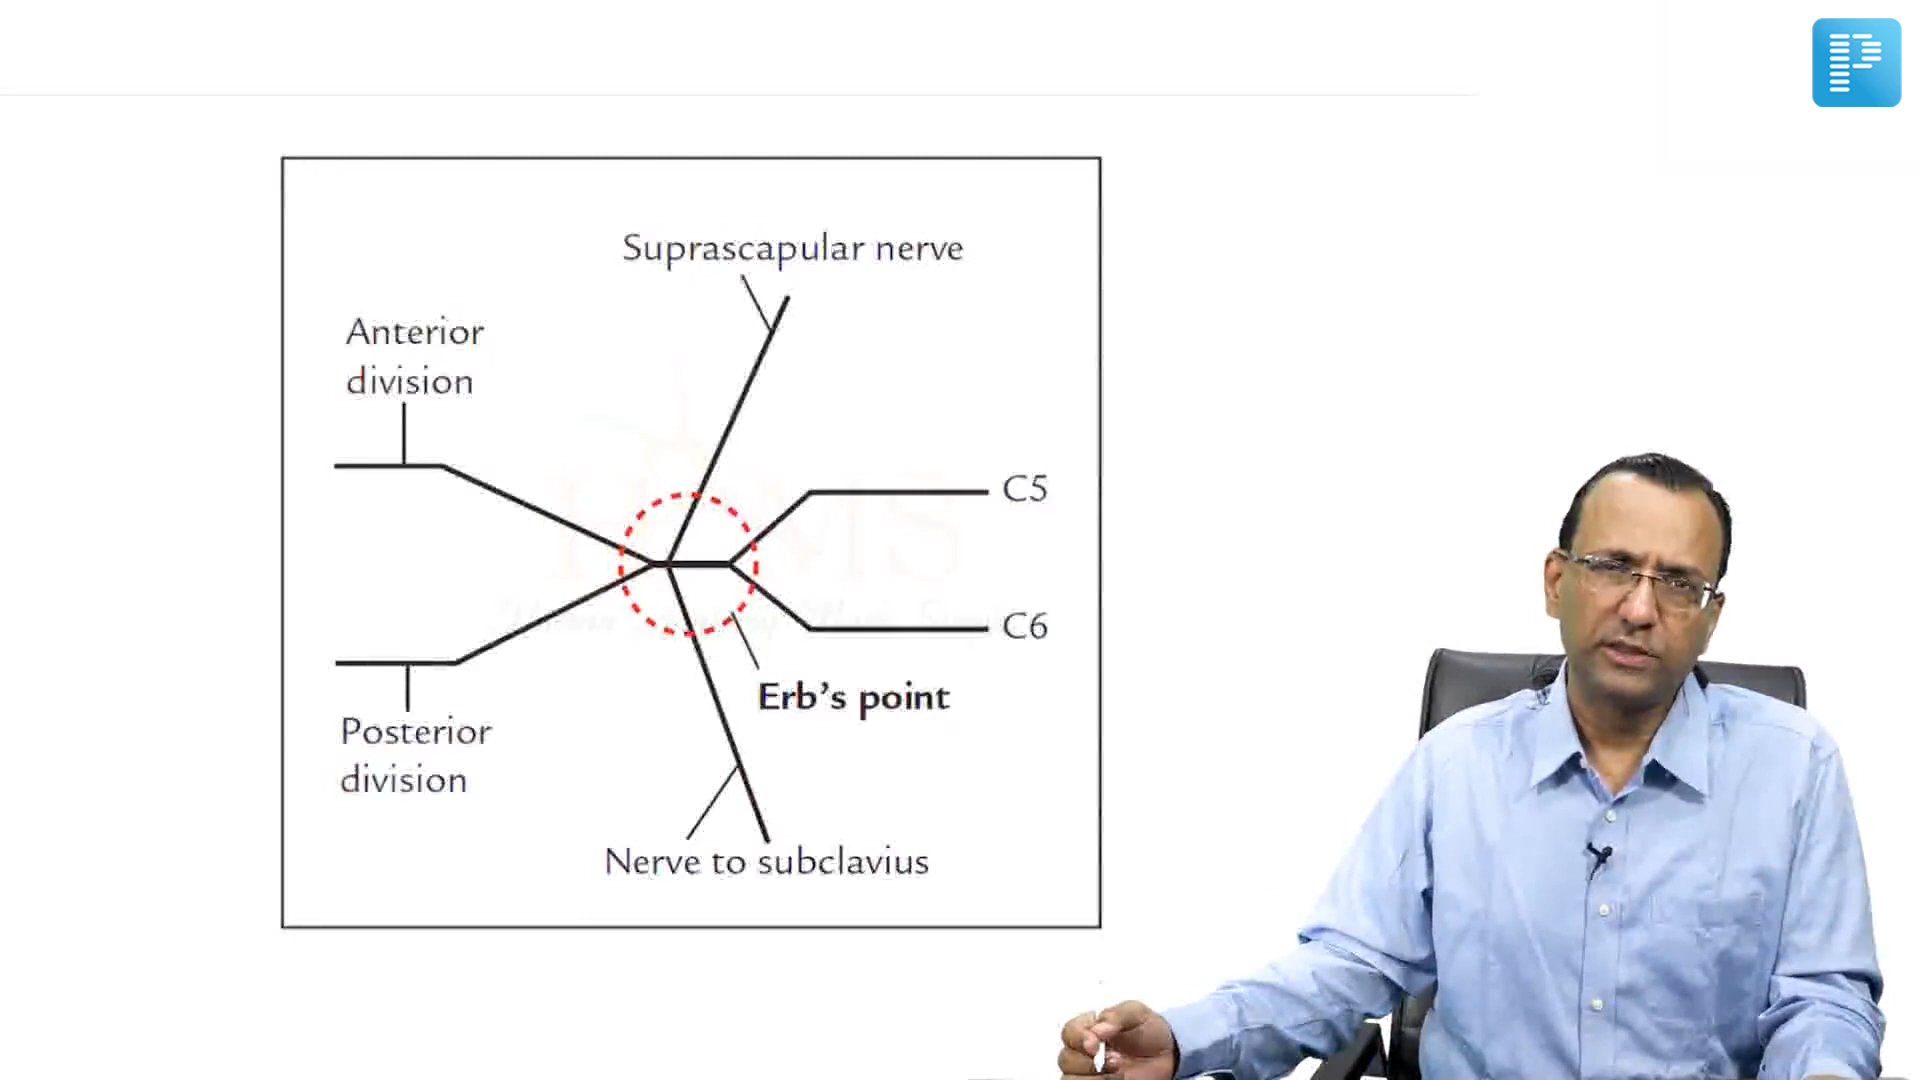 Suprascapular nerve
Anterior
division
C5
C6
Erb's point
Posterior
division
Nerve to subclavius